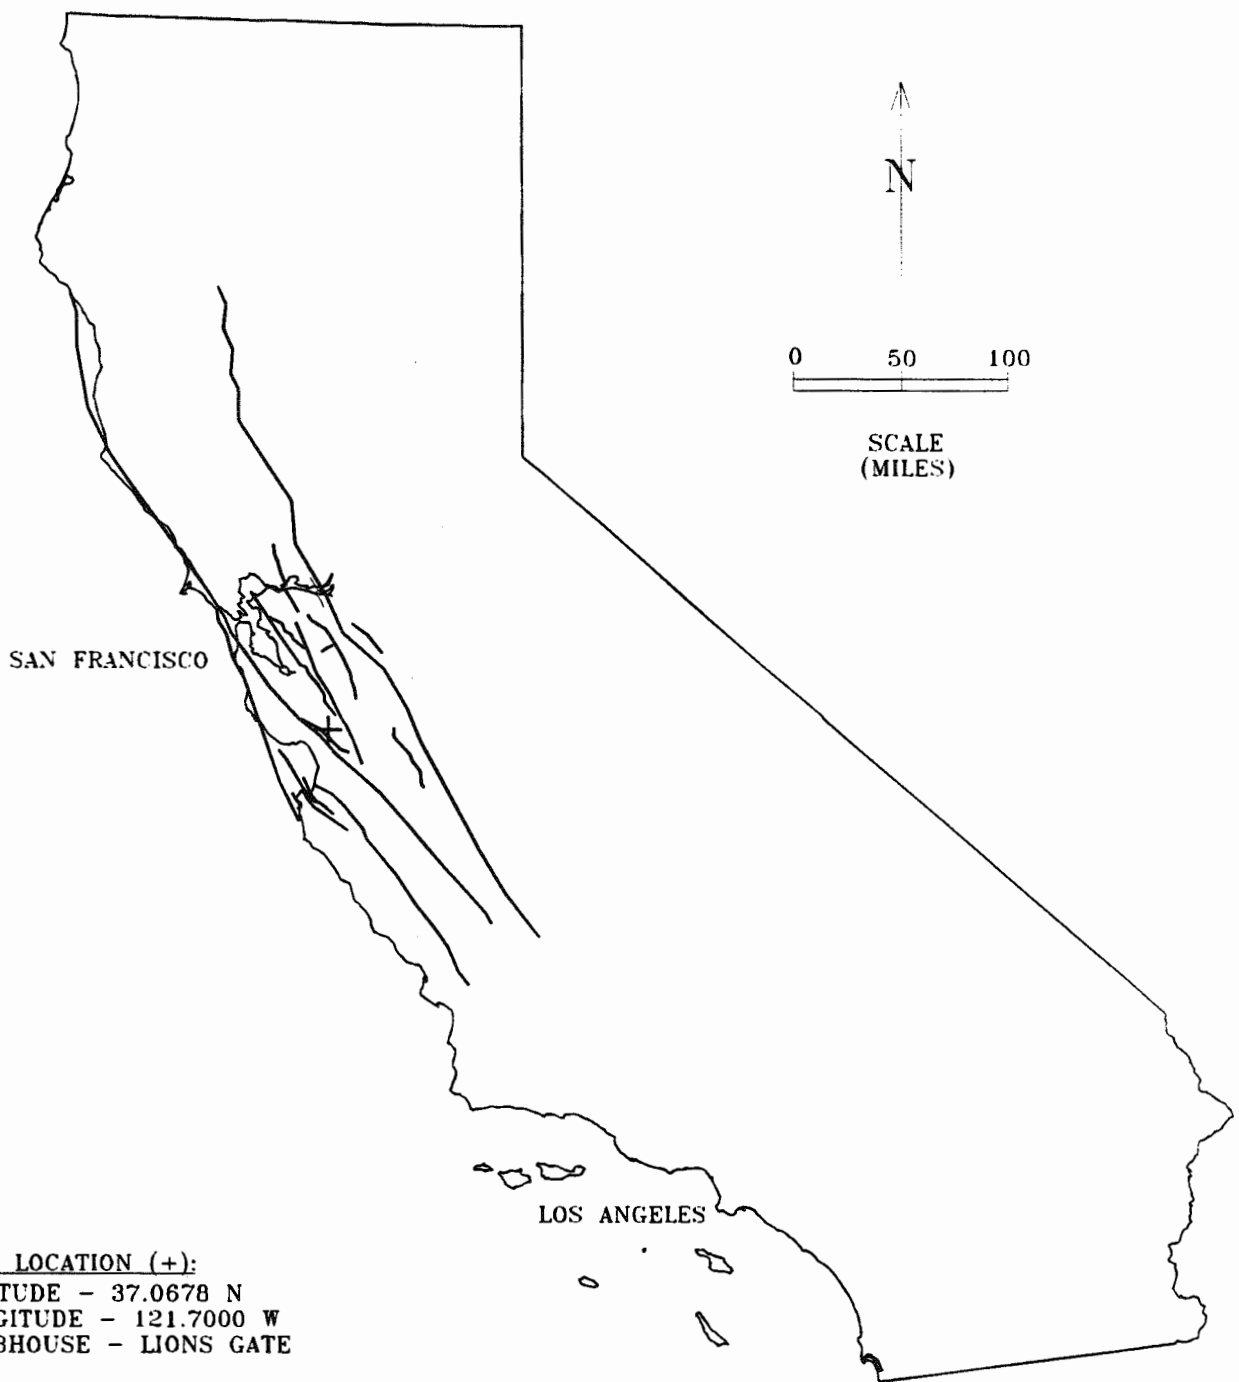 N
0 50 100
SCALE
(MILES)
SAN FRANCISCO
LOS ANGELES
LOCATION (+):
TUDE - 37.0678 N
GITUDE - 121.7000 W
BHOUSE - LIONS GATE